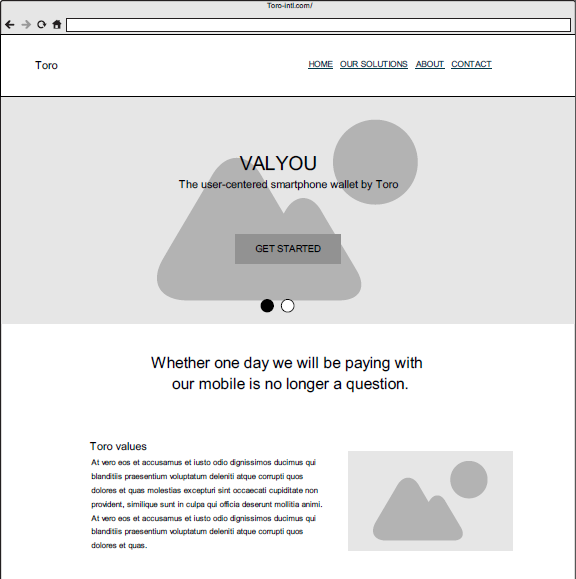 Toro-intl.com/
Toro
HOME OUR SOLUTIONS ABOUT CONTACT
VALYOU
The user-centered smartphone wallet by Toro
GET STARTED
Whether one day we will be paying with
our mobile is no longer a question.
Toro values
At vero eos et accusamus et iusto odio dignissimos ducimus qui
blanditiis praesentium voluptatum deleniti atque corrupti quos
dolores et quas molestias excepturi sint occaecati cupiditate non
provident, similique sunt in culpa qui officia deserunt mollitia animi.
At vero eos et accusamus et iusto odio dignissimos ducimus qui
blanditiis praesentium voluptatum deleniti atque corrupti quos
dolores et quas.